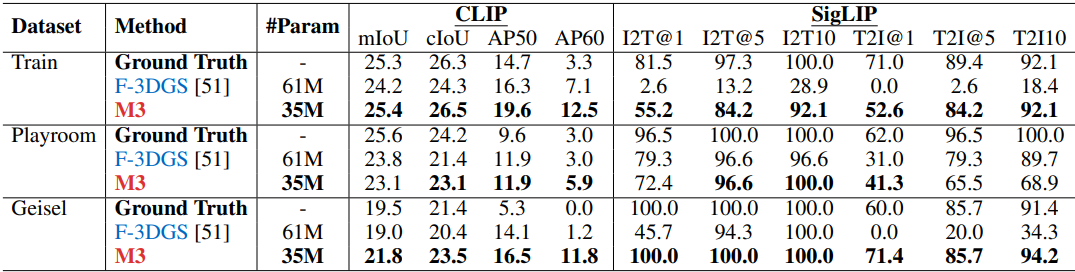 Dataset Method #Param CLIP SigLIP
mIoU cIoU AP50 AP60 I2T@1 I2T@5 I2T10 T2I@1 T2I@5 T2I10
Train Ground Truth - 25.3 26.3 14.7 3.3 81.5 97.3 100.0 71.0 89.4 92.1
F-3DGS [51] 61M 24.2 24.3 16.3 7.1 2.6 13.2 28.9 0.0 2.6 18.4
M3 35M 25.4 26.5 19.6 12.5 55.2 84.2 92.1 52.6 84.2 92.1
Playroom Ground Truth - 25.6 24.2 9.6 3.0 96.5 100.0 100.0 62.0 96.5 100.0
F-3DGS [51] 61M 23.8 21.4 11.9 3.0 79.3 96.6 96.6 31.0 79.3 89.7
M3 35M 23.1 23.1 11.9 5.9 72.4 96.6 100.0 41.3 65.5 68.9
Geisel Ground Truth - 19.5 21.4 5.3 0.0 100.0 100.0 100.0 60.0 85.7 91.4
F-3DGS [51] 61M 19.0 20.4 14.1 1.2 45.7 94.3 100.0 0.0 20.0 34.3
M3 35M 21.8 23.5 16.5 11.8 100.0 100.0 100.0 71.4 85.7 94.2